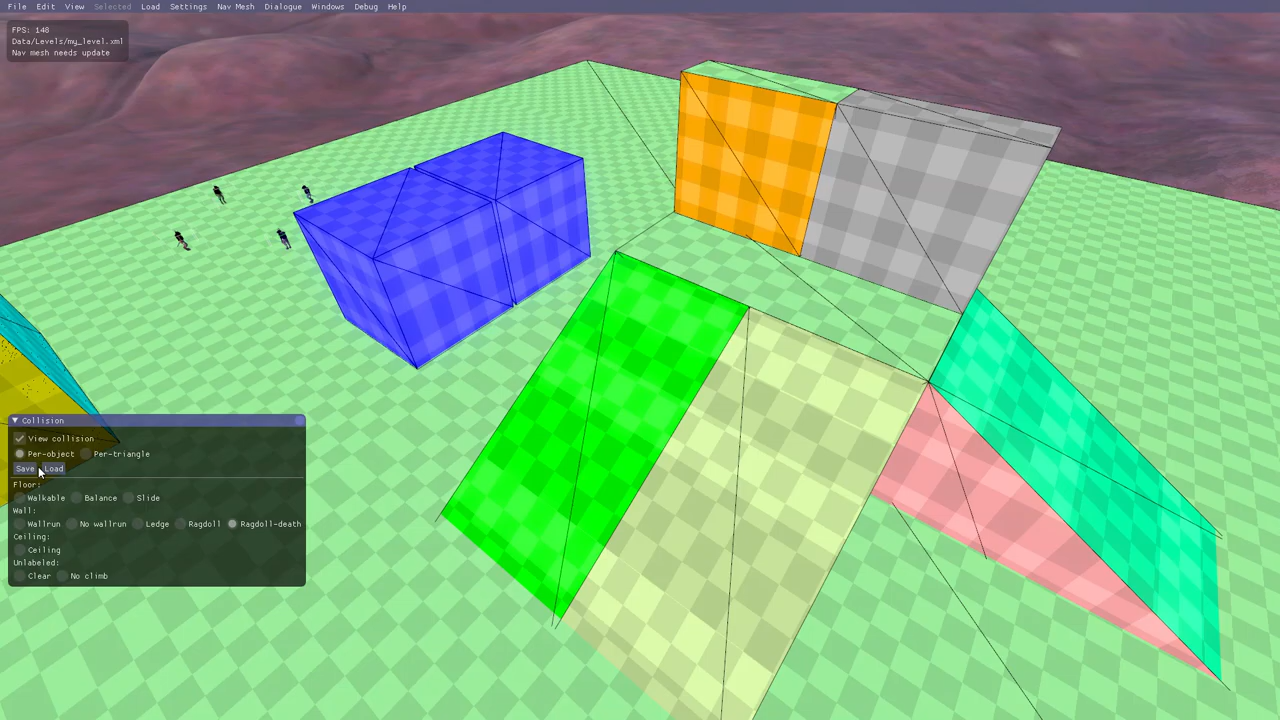 File Edit View Selected Load Settings Nav Mesh Dialogue Windows Debug Help
FPS: 148
Data/Levels/my_level.xml
Nav mesh needs update
Collision
View collision
Per-object Per-triangle
Save Load
Floor:
Walkable Balance Slide
Wall:
Wallrun No wallrun Ledge Ragdoll Ragdoll-death
Ceiling:
Ceiling
Unlabeled:
Clear No climb